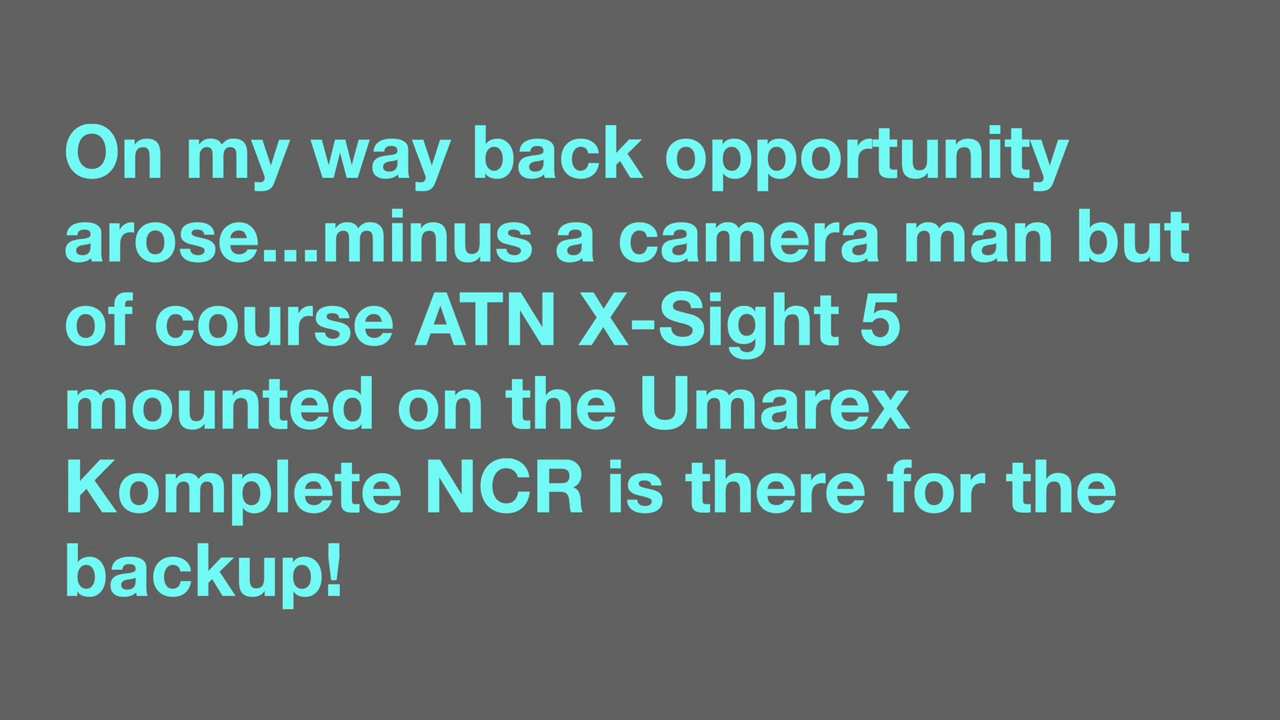 On my way back opportunity
arose...minus a camera man but
of course ATN X-Sight 5
mounted on the Umarex
Komplete NCR is there for the
backup!